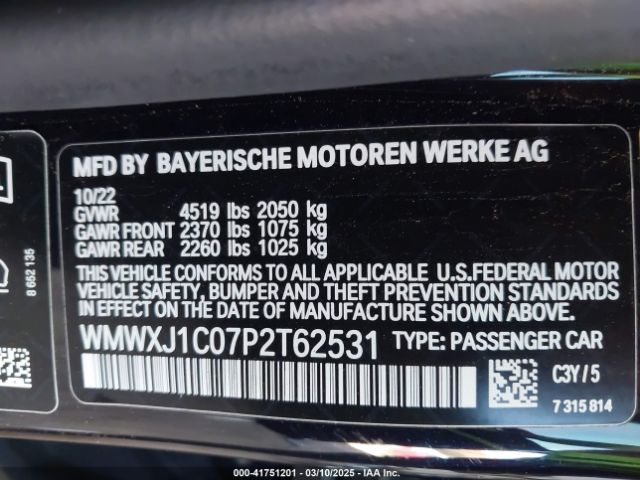 MFD BY BAYERISCHE MOTOREN WERKE AG
10/22
GVWR 4519 lbs 2050 kg
GAWR FRONT 2370 lbs 1075 kg
GAWR REAR 2260 lbs 1025 kg
THIS VEHICLE CONFORMS TO ALL APPLICABLE U.S.FEDERAL MOTOR
VEHICLE SAFETY, BUMPER AND THEFT PREVENTION STANDARDS
IN EFFECT ON THE DATE OF MANUFACTURE SHOWN ABOVE.
WMWXJ1C07P2T62531 TYPE: PASSENGER CAR
C3Y/5
7 315 814
8 652 135
000-41751201 - 03/10/2025 - IAA Inc.